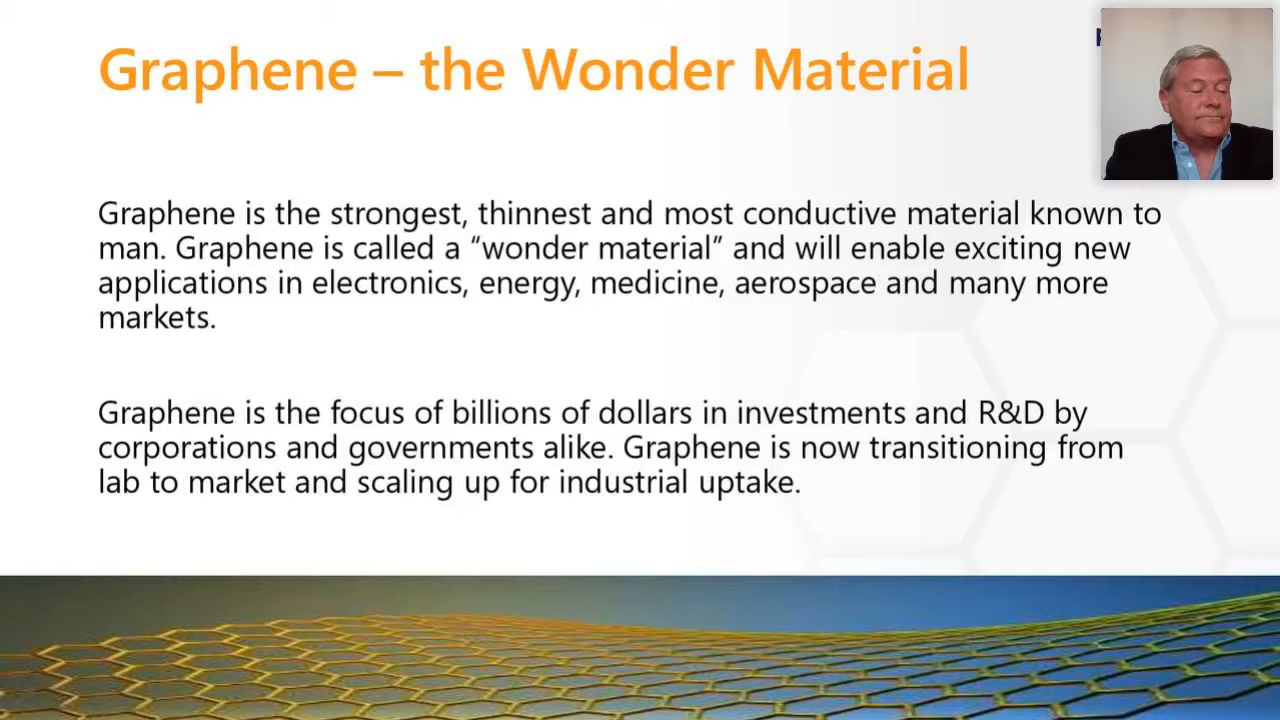 Graphene – the Wonder Material
Graphene is the strongest, thinnest and most conductive material known to
man. Graphene is called a “wonder material” and will enable exciting new
applications in electronics, energy, medicine, aerospace and many more
markets.
Graphene is the focus of billions of dollars in investments and R&D by
corporations and governments alike. Graphene is now transitioning from
lab to market and scaling up for industrial uptake.